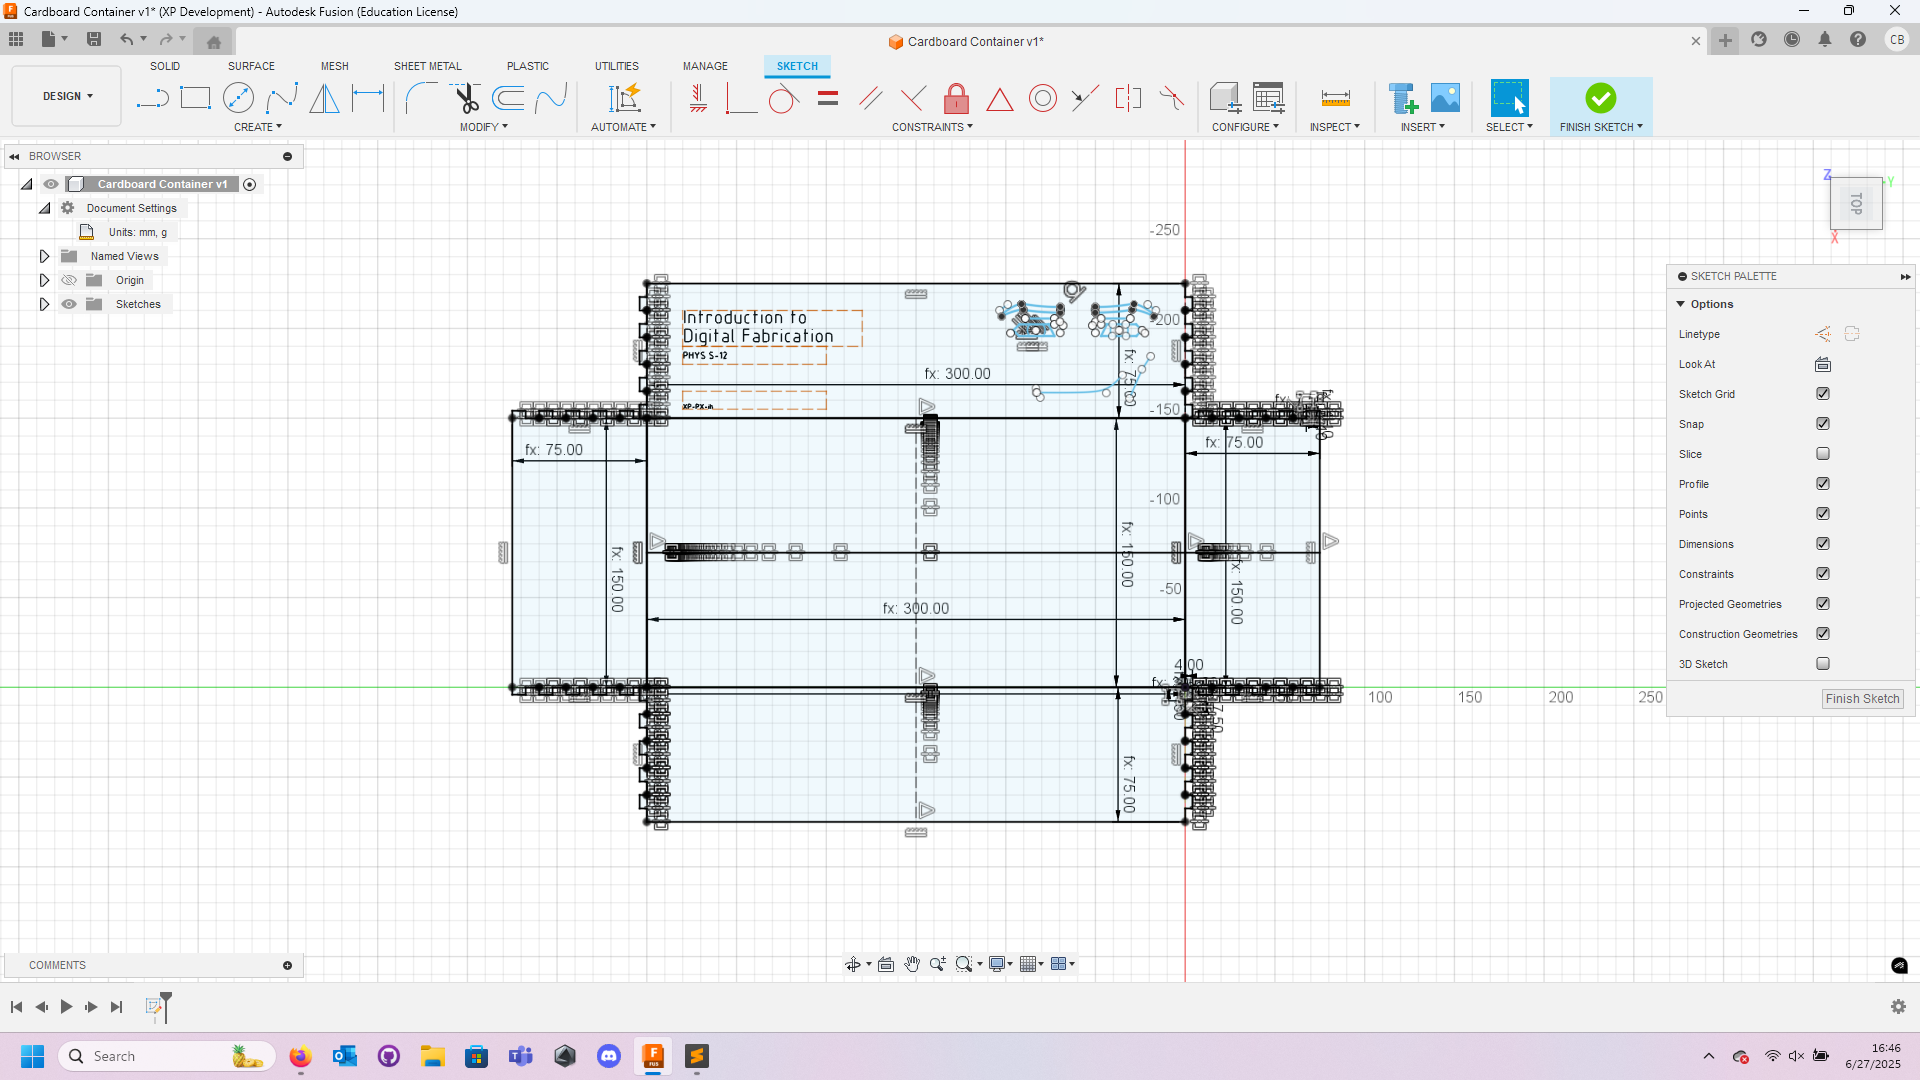 Cardboard Container v1* (XP Development) - Autodesk Fusion (Education License)
Cardboard Container v1*
CB
SOLID
SURFACE
MESH
SHEET METAL
PLASTIC
UTILITIES
MANAGE
SKETCH
DESIGN
CREATE
MODIFY
AUTOMATE
CONSTRAINTS
CONFIGURE
INSPECT
INSERT
SELECT
FINISH SKETCH
BROWSER
Cardboard Container v1
Document Settings
Units: mm, g
Named Views
Origin
Sketches
Z
Y
TOP
X
-250
-200
-150
-100
-50
100
150
200
250
Introduction to
Digital Fabrication
PHYS S-12
fx: 300.00
fx: 75.00
fx: 75.00
fx: 75.00
fx: 150.00
fx: 150.00
fx: 150.00
fx: 300.00
4.00
fx:
7.50
fx: 75.00
SKETCH PALETTE
Options
Linetype
Look At
Sketch Grid
Snap
Slice
Profile
Points
Dimensions
Constraints
Projected Geometries
Construction Geometries
3D Sketch
Finish Sketch
COMMENTS
Search
16:46
6/27/2025